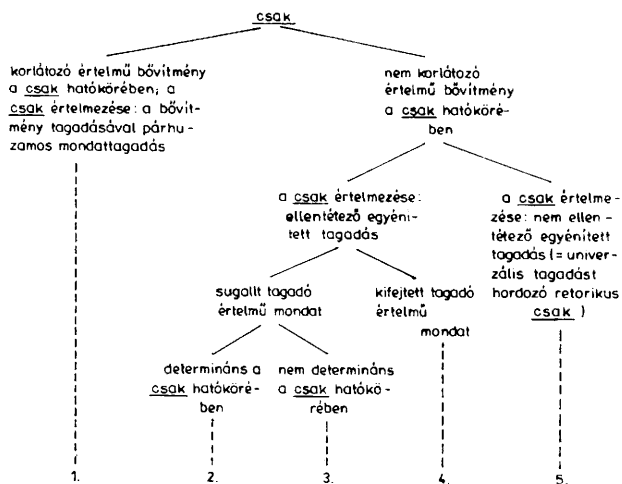 csak
korlátozó értelmű bővítmény
a csak hatókörében; a
csak értelmezése: a bővít-
mény tagadásával párhu-
zamos mondattagadás
nem korlátozó
értelmű bővítmény
a csak hatóköré-
ben
a csak értelmezése:
ellentétező egyéni-
tett tagadás
a csak értelme-
zése: nem ellen-
tétező egyénített
tagadás (= univer-
zális tagadást
hordozó retorikus
csak )
sugallt tagadó
értelmű mondat
kifejtett tagadó
értelmű
mondat
determináns a
csak hatóköré-
ben
nem determináns
a csak hatókö-
rében
1.
2.
3.
4.
5.